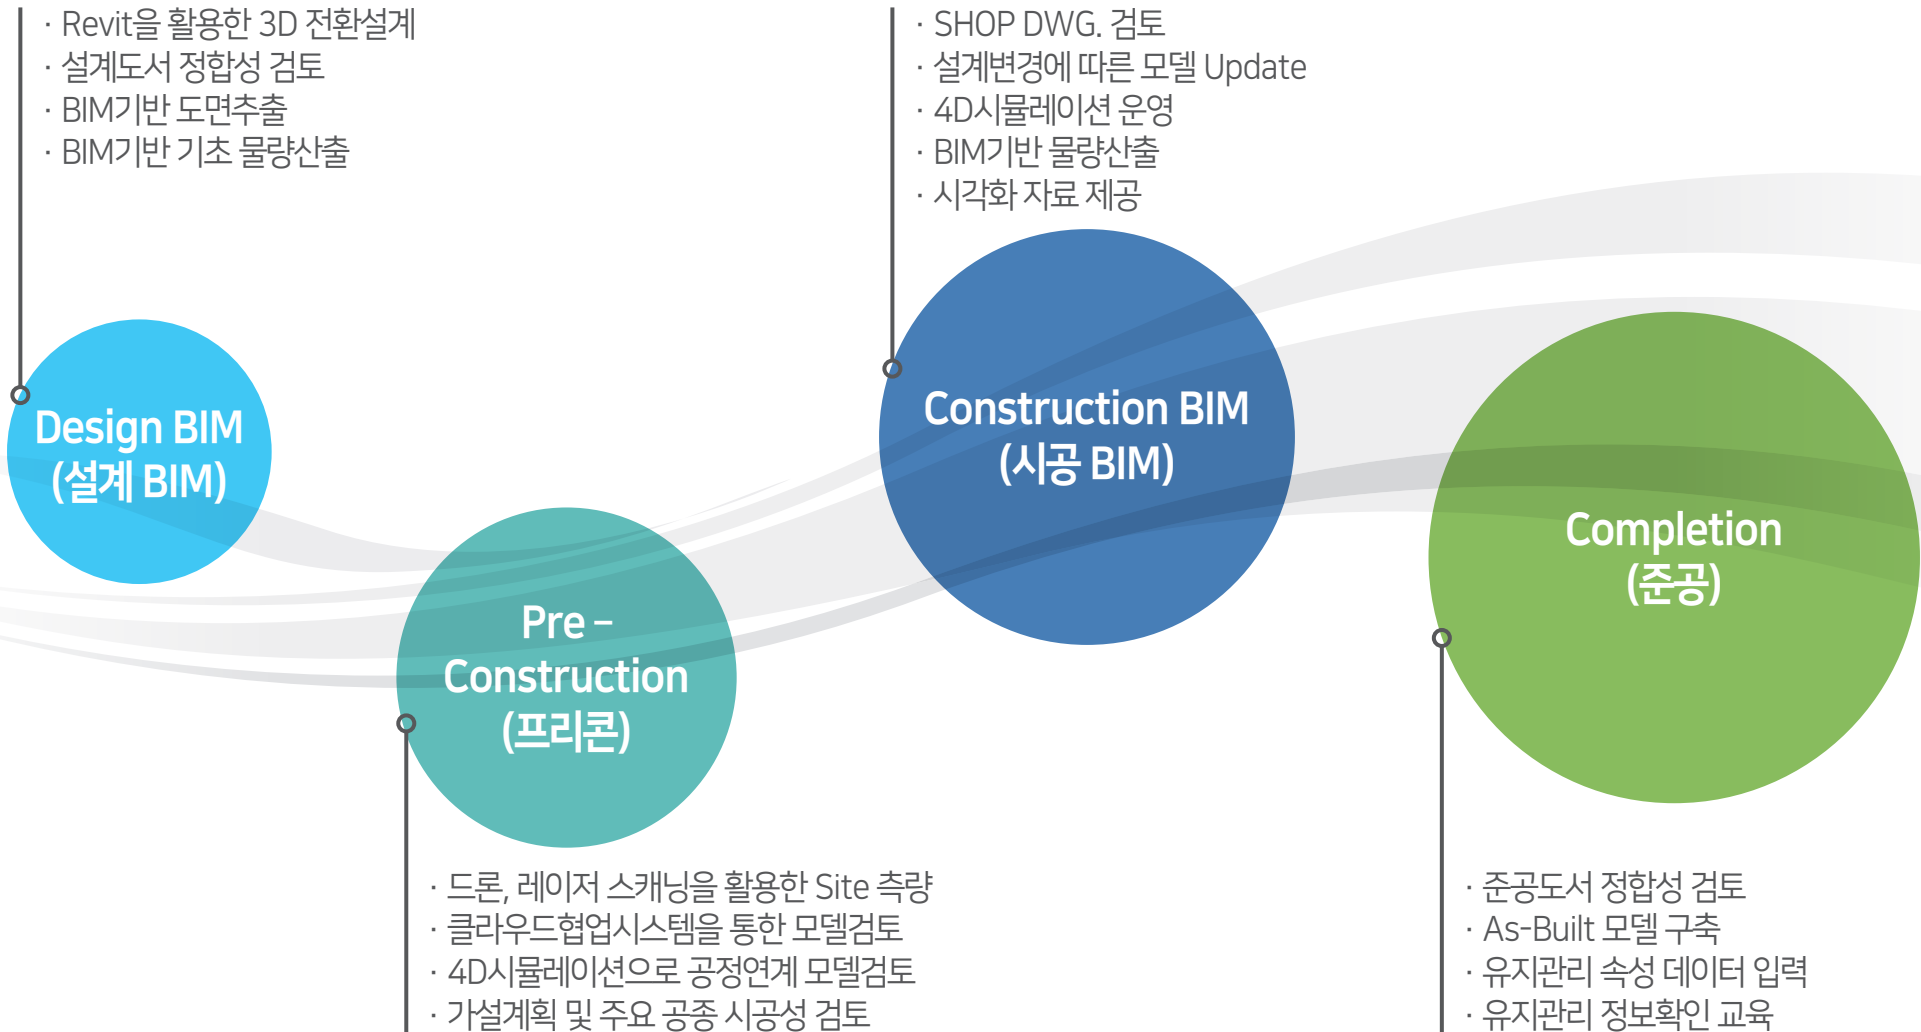 · Revit을 활용한 3D 전환설계
· 설계도서 정합성 검토
· BIM기반 도면추출
· BIM기반 기초 물량산출
Design BIM
(설계 BIM)
Pre –
Construction
(프리콘)
· 드론, 레이저 스캐닝을 활용한 Site 측량
· 클라우드협업시스템을 통한 모델검토
· 4D시뮬레이션으로 공정연계 모델검토
· 가설계획 및 주요 공종 시공성 검토
· SHOP DWG. 검토
· 설계변경에 따른 모델 Update
· 4D시뮬레이션 운영
· BIM기반 물량산출
· 시각화 자료 제공
Construction BIM
(시공 BIM)
Completion
(준공)
· 준공도서 정합성 검토
· As-Built 모델 구축
· 유지관리 속성 데이터 입력
· 유지관리 정보확인 교육